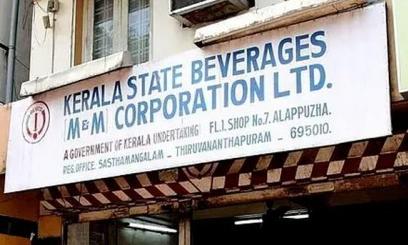 KERALA STATE BEVERAGES
[M&M] CORPORATION LTD.
A GOVERNMENT OF KERALA UNDERTAKING FL.I. SHOP No.7. ALAPPUZHA.
REG.OFFICE. SASTHAMANGALAM – THIRUVANANTHAPURAM – 695010.